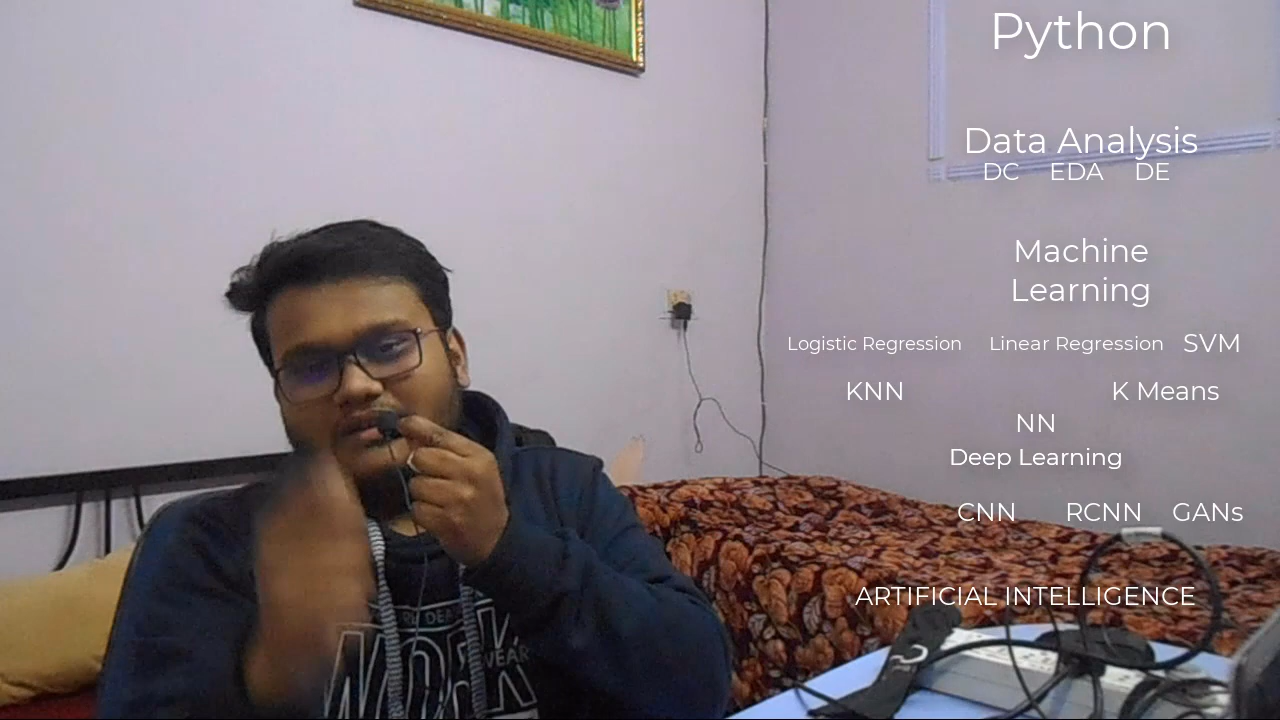 Python
Data Analysis
DC EDA DE
Machine
Learning
Logistic Regression Linear Regression SVM
KNN K Means
NN
Deep Learning
CNN RCNN GANs
ARTIFICIAL INTELLIGENCE
WEAR